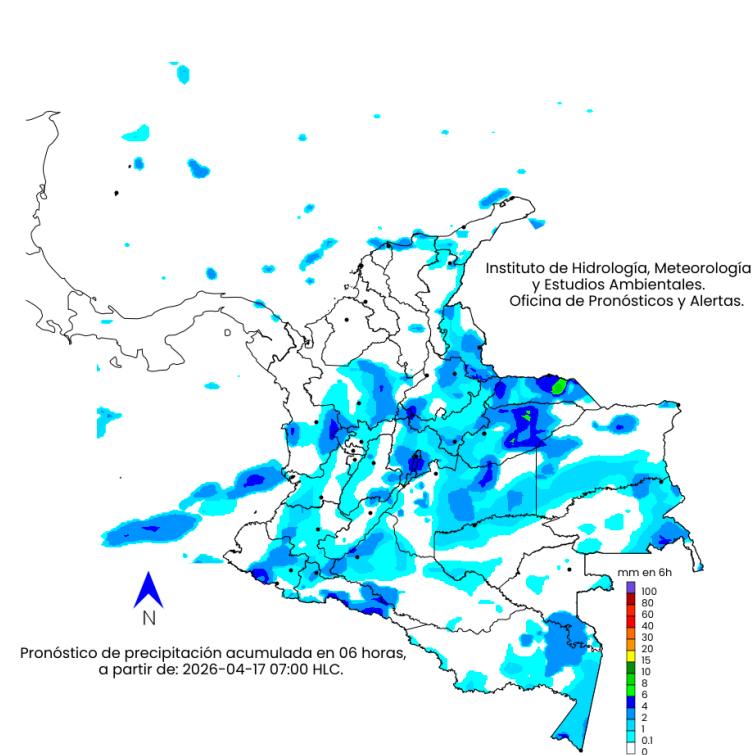 Instituto de Hidrología, Meteorología
y Estudios Ambientales.
Oficina de Pronósticos y Alertas.
mm en 6h
100
80
60
40
30
20
15
10
8
6
4
2
1
0.1
0
N
Pronóstico de precipitación acumulada en 06 horas,
a partir de: 2026-04-17 07:00 HLC.